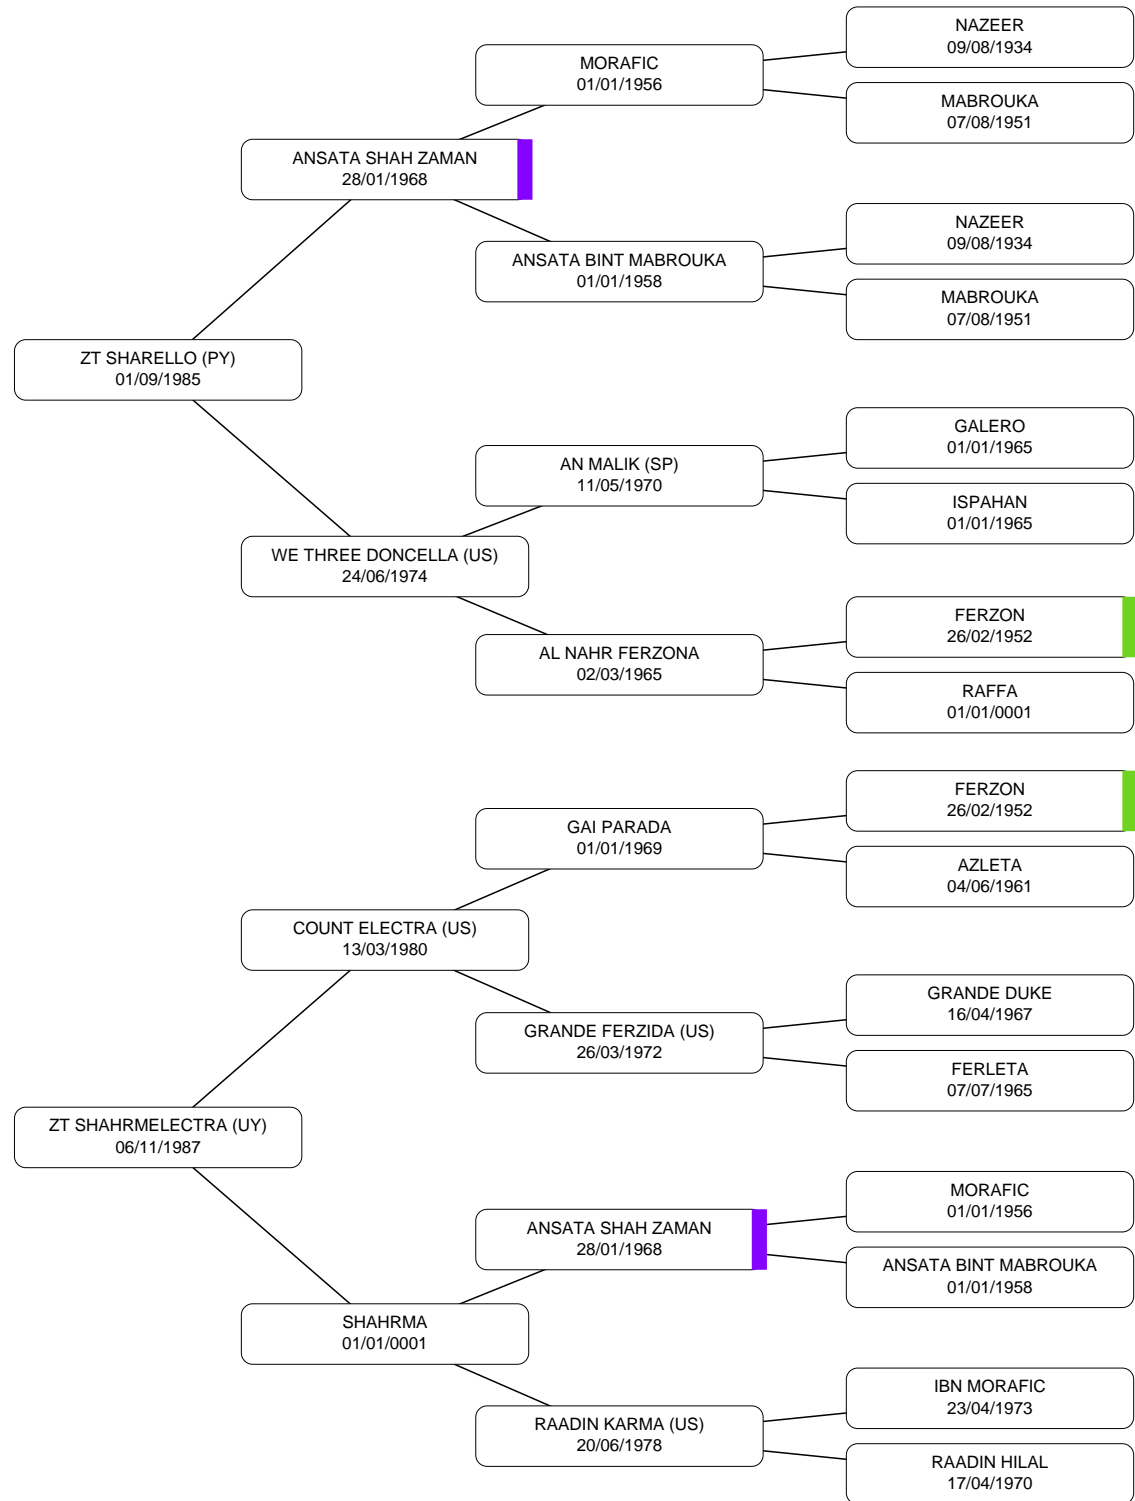 NAZEER
09/08/1934
MORAFIC
01/01/1956
MABROUKA
07/08/1951
ANSATA SHAH ZAMAN
28/01/1968
NAZEER
09/08/1934
ANSATA BINT MABROUKA
01/01/1958
MABROUKA
07/08/1951
ZT SHARELLO (PY)
01/09/1985
GALERO
01/01/1965
AN MALIK (SP)
11/05/1970
ISPAHAN
01/01/1965
WE THREE DONCELLA (US)
24/06/1974
FERZON
26/02/1952
AL NAHR FERZONA
02/03/1965
RAFFA
01/01/0001
FERZON
26/02/1952
GAI PARADA
01/01/1969
AZLETA
04/06/1961
COUNT ELECTRA (US)
13/03/1980
GRANDE DUKE
16/04/1967
GRANDE FERZIDA (US)
26/03/1972
FERLETA
07/07/1965
ZT SHAHRMELECTRA (UY)
06/11/1987
MORAFIC
01/01/1956
ANSATA SHAH ZAMAN
28/01/1968
ANSATA BINT MABROUKA
01/01/1958
SHAHRMA
01/01/0001
IBN MORAFIC
23/04/1973
RAADIN KARMA (US)
20/06/1978
RAADIN HILAL
17/04/1970